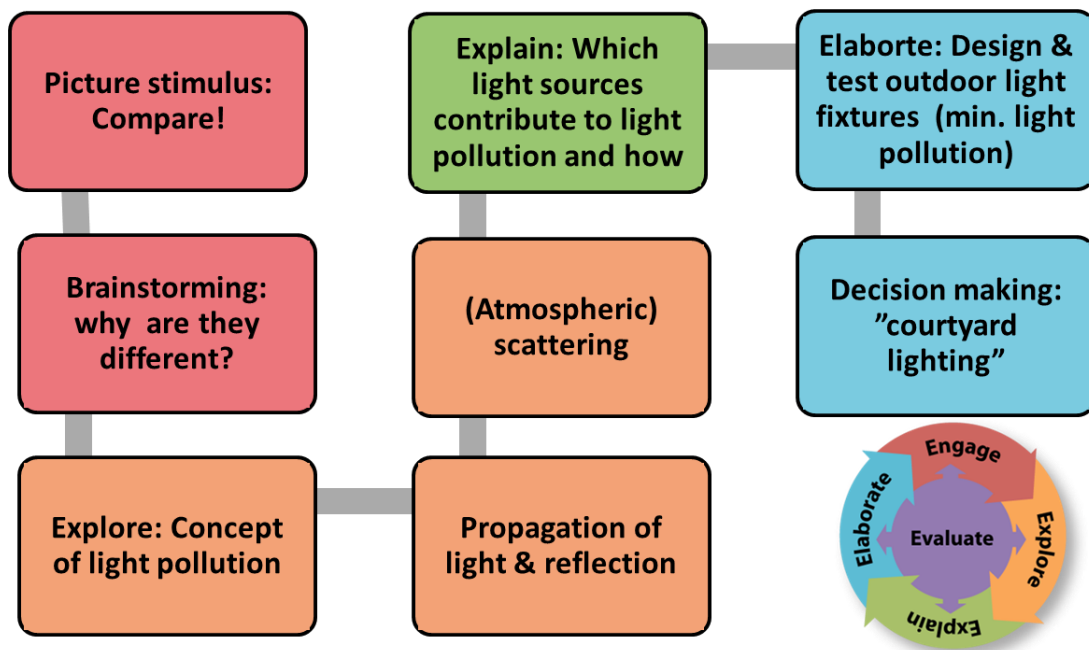 Picture stimulus:
Compare!
Brainstorming:
why are they
different?
Explore: Concept
of light pollution
Propagation of
light & reflection
(Atmospheric)
scattering
Explain: Which
light sources
contribute to light
pollution and how
Elaborte: Design &
test outdoor light
fixtures (min. light
pollution)
Decision making:
”courtyard
lighting”
Engage
Explore
Explain
Elaborate
Evaluate